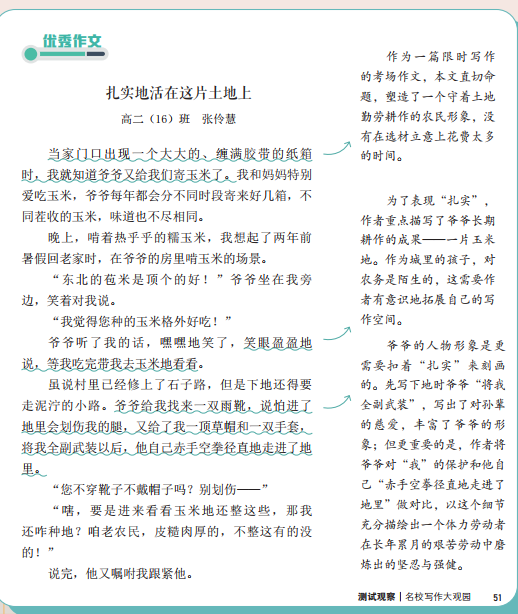 优秀作文
扎实地活在这片土地上
高二（16）班　张伶慧
当家门口出现一个大大的、缠满胶带的纸箱
时，我就知道爷爷又给我们寄玉米了。我和妈妈特别
爱吃玉米，爷爷每年都会分不同时段寄来好几箱，不
同茬收的玉米，味道也不尽相同。
晚上，啃着热乎乎的糯玉米，我想起了两年前
暑假回老家时，在爷爷的房里啃玉米的场景。
“东北的苞米是顶个的好！”爷爷坐在我旁
边，笑着对我说。
“我觉得您种的玉米格外好吃！”
爷爷听了我的话，嘿嘿地笑了，笑眼盈盈地
说，等我吃完带我去玉米地看看。
虽说村里已经修上了石子路，但是下地还得要
走泥泞的小路。爷爷给我找来一双雨靴，说怕进了
地里会划伤我的腿，又给了我一顶草帽和一双手套，
将我全副武装以后，他自己赤手空拳径直地走进了地
里。
“您不穿靴子不戴帽子吗？别划伤——”
“嗐，要是进来看看玉米地还整这些，那我
还咋种地？咱老农民，皮糙肉厚的，不整这有的没
的！”
说完，他又嘱咐我跟紧他。
作为一篇限时写作
的考场作文，本文直切命
题，塑造了一个守着土地
勤劳耕作的农民形象，没
有在选材立意上花费太多
的时间。
为了表现“扎实”，
作者重点描写了爷爷长期
耕作的成果——一片玉米
地。作为城里的孩子，对
农务是陌生的，这需要作
者有意识地拓展自己的写
作空间。
爷爷的人物形象是更
需要扣着“扎实”来刻画
的。先写下地时爷爷“将我
全副武装”，写出了对孙辈
的慈爱，丰富了爷爷的形
象；但更重要的是，作者将
爷爷对“我”的保护和他自
己“赤手空拳径直地走进了
地里”做对比，以这个细节
充分描绘出一个体力劳动者
在长年累月的艰苦劳动中磨
炼出的坚忍与强健。
测试观察｜名校写作大观园　51